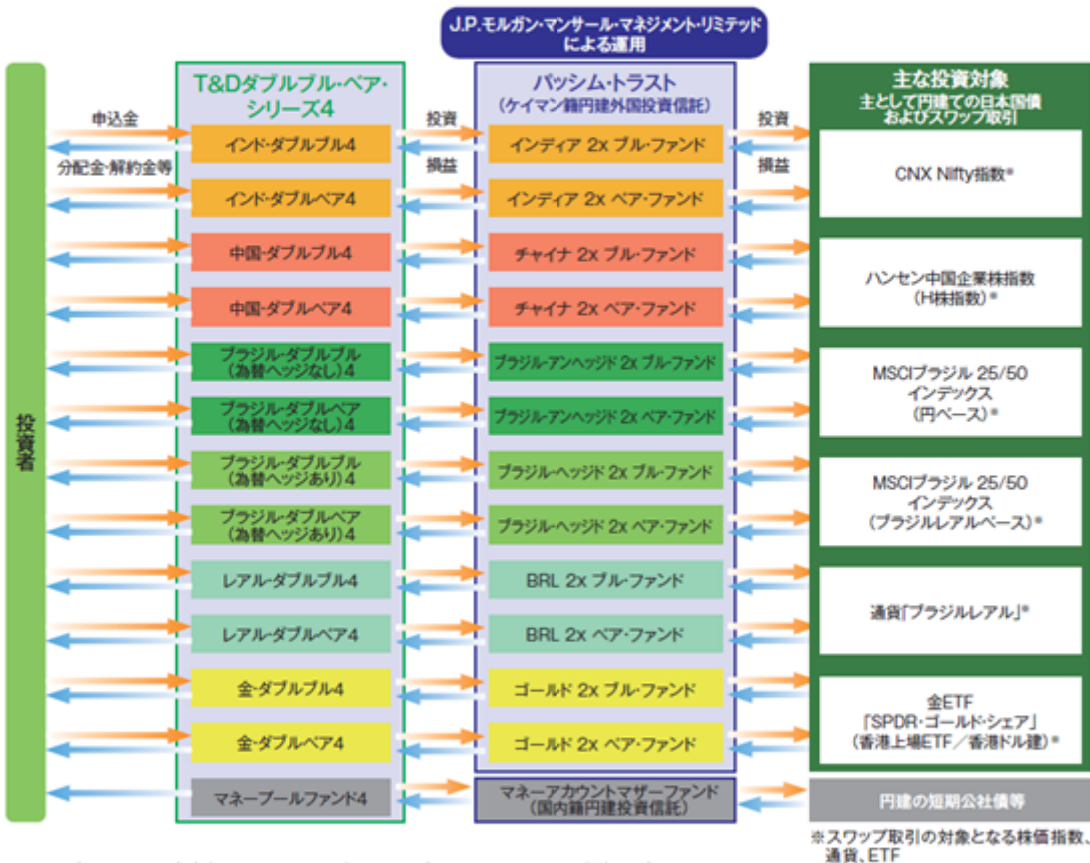 J.P.モルガン・マンサール・マネジメント・リミテッド
による運用
投資者
申込金
分配金・解約金等
T&Dダブルブル・ベア・
シリーズ4
インド・ダブルブル4
インド・ダブルベア4
中国・ダブルブル4
中国・ダブルベア4
ブラジル・ダブルブル
(為替ヘッジなし)4
ブラジル・ダブルベア
(為替ヘッジなし)4
ブラジル・ダブルブル
(為替ヘッジあり)4
ブラジル・ダブルベア
(為替ヘッジあり)4
レアル・ダブルブル4
レアル・ダブルベア4
金・ダブルブル4
金・ダブルベア4
マネープールファンド4
投資
損益
パッシム・トラスト
(ケイマン籍円建外国投資信託)
インディア 2x ブル・ファンド
インディア 2x ベア・ファンド
チャイナ 2x ブル・ファンド
チャイナ 2x ベア・ファンド
ブラジル・アンヘッジド 2x ブル・ファンド
ブラジル・アンヘッジド 2x ベア・ファンド
ブラジル・ヘッジド 2x ブル・ファンド
ブラジル・ヘッジド 2x ベア・ファンド
BRL 2x ブル・ファンド
BRL 2x ベア・ファンド
ゴールド 2x ブル・ファンド
ゴールド 2x ベア・ファンド
マネーアカウントマザーファンド
(国内籍円建投資信託)
投資
損益
主な投資対象
主として円建ての日本国債
およびスワップ取引
CNX Nifty指数※
ハンセン中国企業株指数
(H株指数)※
MSCIブラジル 25/50
インデックス
(円ベース)※
MSCIブラジル 25/50
インデックス
(ブラジルレアルベース)※
通貨「ブラジルレアル」※
金ETF
「SPDR・ゴールド・シェア」
(香港上場ETF/香港ドル建)※
円建の短期公社債等
※スワップ取引の対象となる株価指数、
通貨、ETF